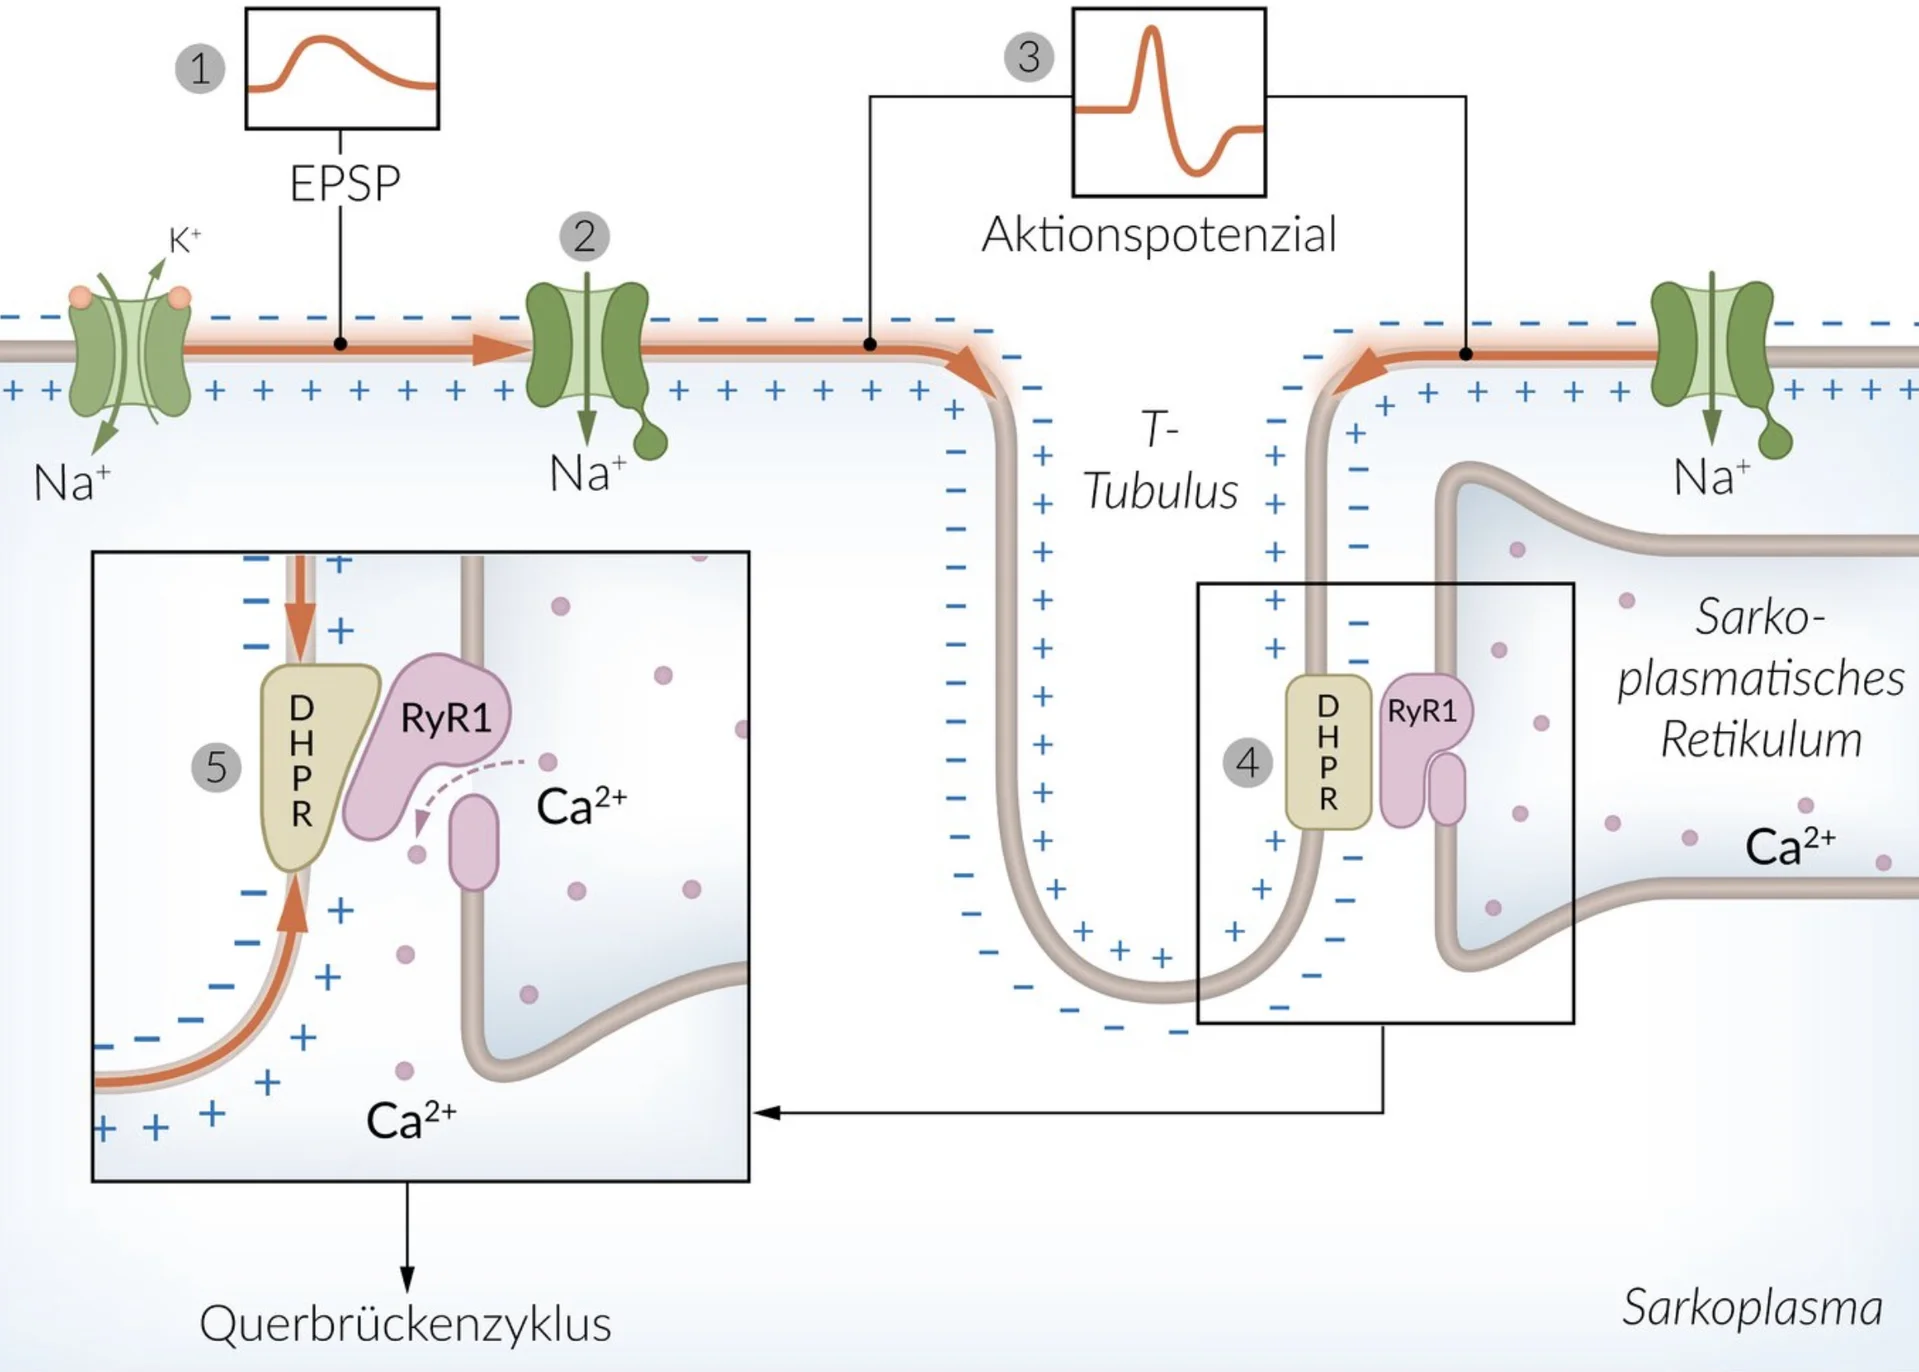 1
EPSP
K⁺
Na⁺
2
Na⁺
3
Aktionspotenzial
T-
Tubulus
Na⁺
Sarko-
plasmatisches
Retikulum
Ca²⁺
4
D
H
P
R
RyR1
5
D
H
P
R
RyR1
Ca²⁺
Ca²⁺
Querbrückenzyklus
Sarkoplasma